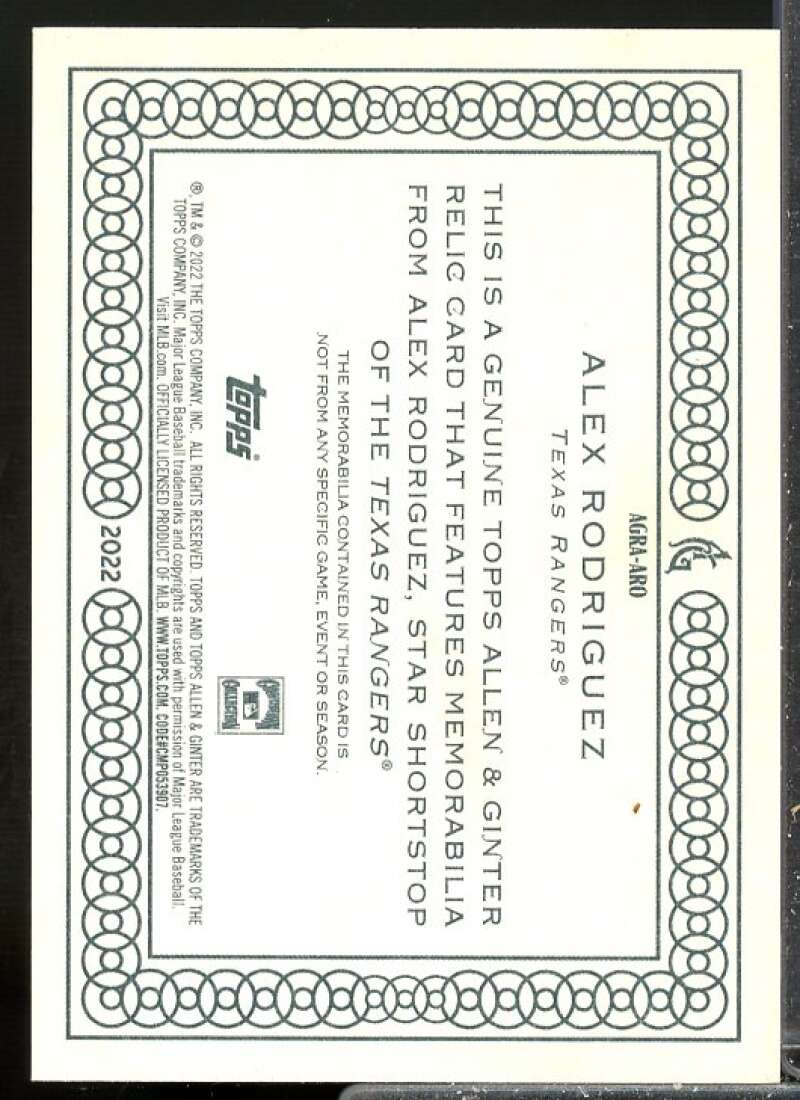 AGRA-ARO
ALEX RODRIGUEZ
TEXAS RANGERS®
THIS IS A GENUINE TOPPS ALLEN & GINTER
RELIC CARD THAT FEATURES MEMORABILIA
FROM ALEX RODRIGUEZ, STAR SHORTSTOP
OF THE TEXAS RANGERS®
THE MEMORABILIA CONTAINED IN THIS CARD IS
NOT FROM ANY SPECIFIC GAME, EVENT OR SEASON.
topps®
®, TM & © 2022 THE TOPPS COMPANY, INC. ALL RIGHTS RESERVED. TOPPS AND TOPPS ALLEN & GINTER ARE TRADEMARKS OF THE
TOPPS COMPANY, INC. Major League Baseball trademarks and copyrights are used with permission of Major League Baseball.
Visit MLB.com. OFFICIALLY LICENSED PRODUCT OF MLB. WWW.TOPPS.COM. CODE#CMP053907.
2022